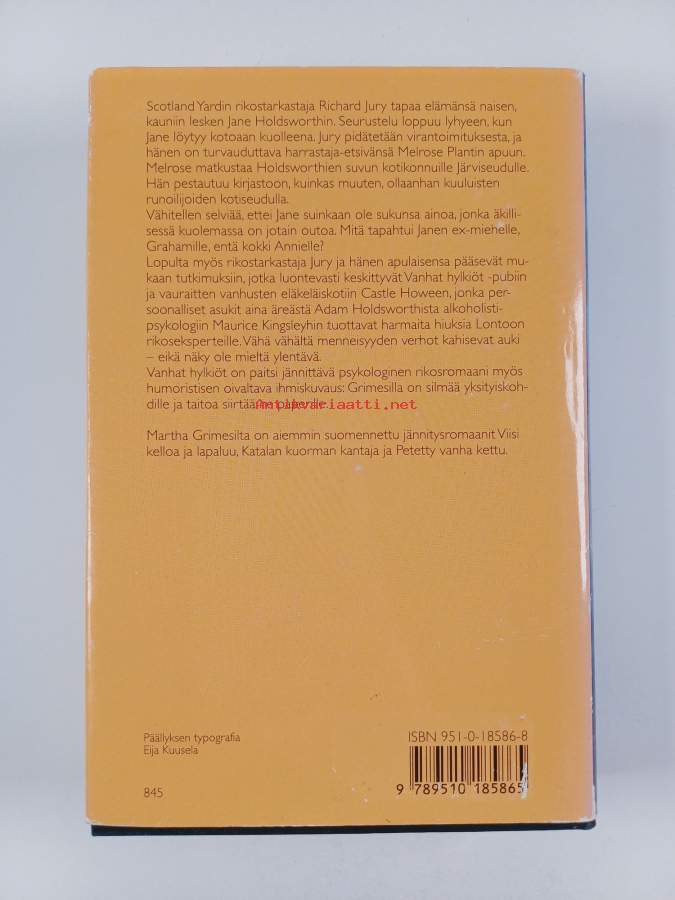 Scotland Yardin rikostarkastaja Richard Jury tapaa elämänsä naisen,
kauniin lesken Jane Holdsworthin. Seurustelu loppuu lyhyeen, kun
Jane löytyy kotoaan kuolleena. Jury pidätetään virantoimituksesta, ja
hänen on turvauduttava harrastaja-etsivänsä Melrose Plantin apuun.
Melrose matkustaa Holdsworthien suvun kotikonnuille Järviseudulle.
Hän pestautuu kirjastoon, kuinkas muuten, ollaanhan kuuluisten
runoilijoiden kotiseudulla.
Vähitellen selviää, ettei Jane suinkaan ole sukunsa ainoa, jonka äkilli-
sessä kuolemassa on jotain outoa. Mitä tapahtui Janen ex-miehelle,
Grahamille, entä kokki Annielle?
Lopulta myös rikostarkastaja Jury ja hänen apulaisensa pääsevät mu-
kaan tutkimuksiin, jotka luontevasti keskittyvät Vanhat hylkiöt -pubiin
ja vauraitten vanhusten eläkeläiskotiin Castle Hoween, jonka per-
soonalliset asukit aina äreästä Adam Holdsworthista alkoholisti-
psykologiin Maurice Kingsleyhin tuottavat harmaita hiuksia Lontoon
rikoseksperteille. Vähä vähältä menneisyyden verhot kahisevat auki
– eikä näky ole mieltä ylentävä.
Vanhat hylkiöt on paitsi jännittävä psykologinen rikosromaani myös
humoristisen oivaltava ihmiskuvaus: Grimesilla on silmää yksityiskoh-
dille ja taitoa siirtää ne paperille.
antikvariaatti.net
Martha Grimesilta on aiemmin suomennettu jännitysromaanit Viisi
kelloa ja lapaluu, Katalan kuorman kantaja ja Petetty vanha kettu.
Päällyksen typografia
Eija Kuusela
845
ISBN 951-0-18586-8
9 789510 185865